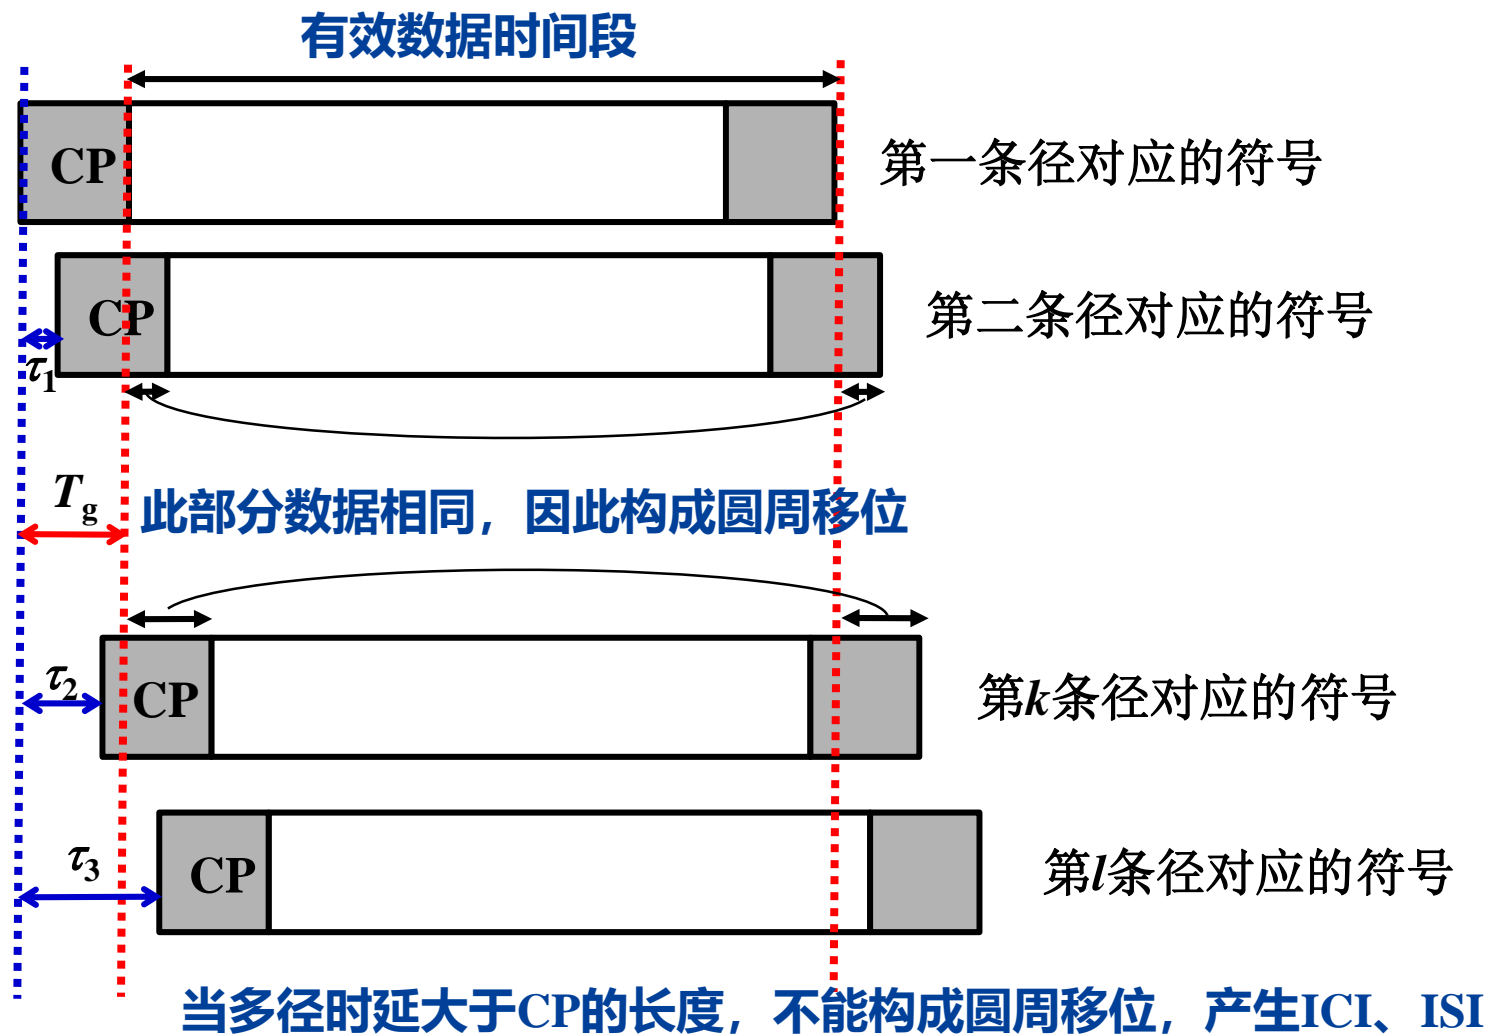 有效数据时间段
CP
第一条径对应的符号
CP
第二条径对应的符号
τ1
Tg
此部分数据相同，因此构成圆周移位
τ2
CP
第k条径对应的符号
τ3
CP
第l条径对应的符号
当多径时延大于CP的长度，不能构成圆周移位，产生ICI、ISI